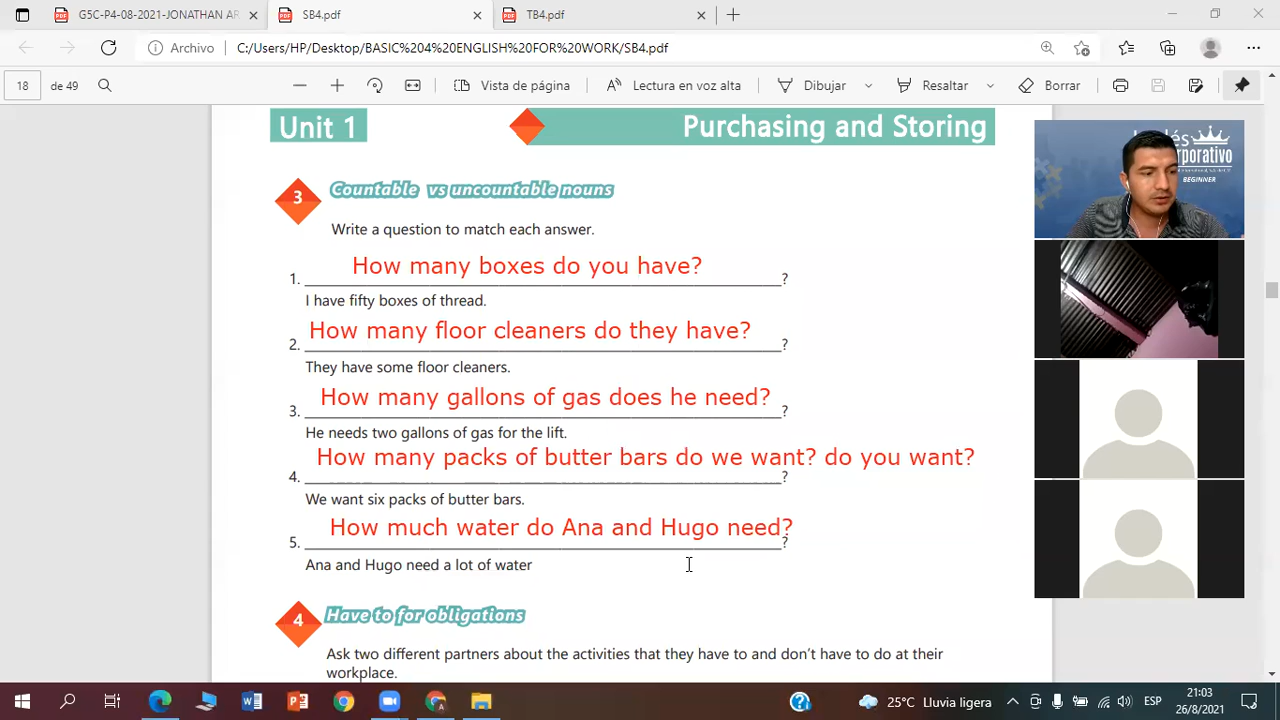 G5C-P4-08-2021-JONATHAN AR
SB4.pdf
TB4.pdf
Archivo
C:/Users/HP/Desktop/BASIC%204%20ENGLISH%20FOR%20WORK/SB4.pdf
18 de 49
Vista de página
Lectura en voz alta
Dibujar
Resaltar
Borrar
Unit 1
Purchasing and Storing
3 Countable vs uncountable nouns
Write a question to match each answer.
How many boxes do you have?
1. ?
I have fifty boxes of thread.
How many floor cleaners do they have?
2. ?
They have some floor cleaners.
How many gallons of gas does he need?
3. ?
He needs two gallons of gas for the lift.
How many packs of butter bars do we want? do you want?
4. ?
We want six packs of butter bars.
How much water do Ana and Hugo need?
5. ?
Ana and Hugo need a lot of water
4 Have to for obligations
Ask two different partners about the activities that they have to and don't have to do at their
workplace.
BEGINNER
25°C Lluvia ligera
ESP
21:03
26/8/2021